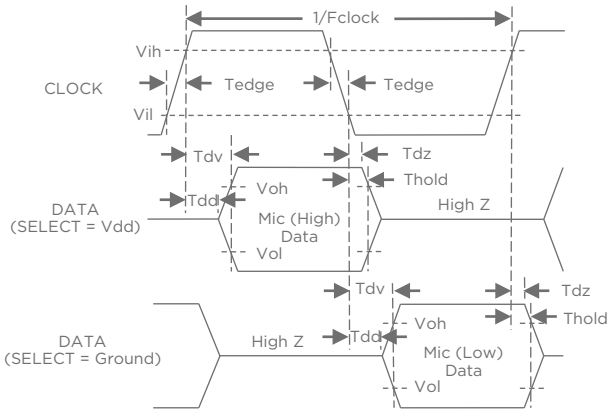 1/Fclock
Vih
CLOCK
Tedge
Tedge
Vil
Tdv
Tdz
Voh
Thold
Tdd
DATA
(SELECT = Vdd)
Mic (High)
Data
High Z
Vol
Tdv
Tdz
Voh
Thold
High Z
Tdd
DATA
(SELECT = Ground)
Mic (Low)
Data
Vol